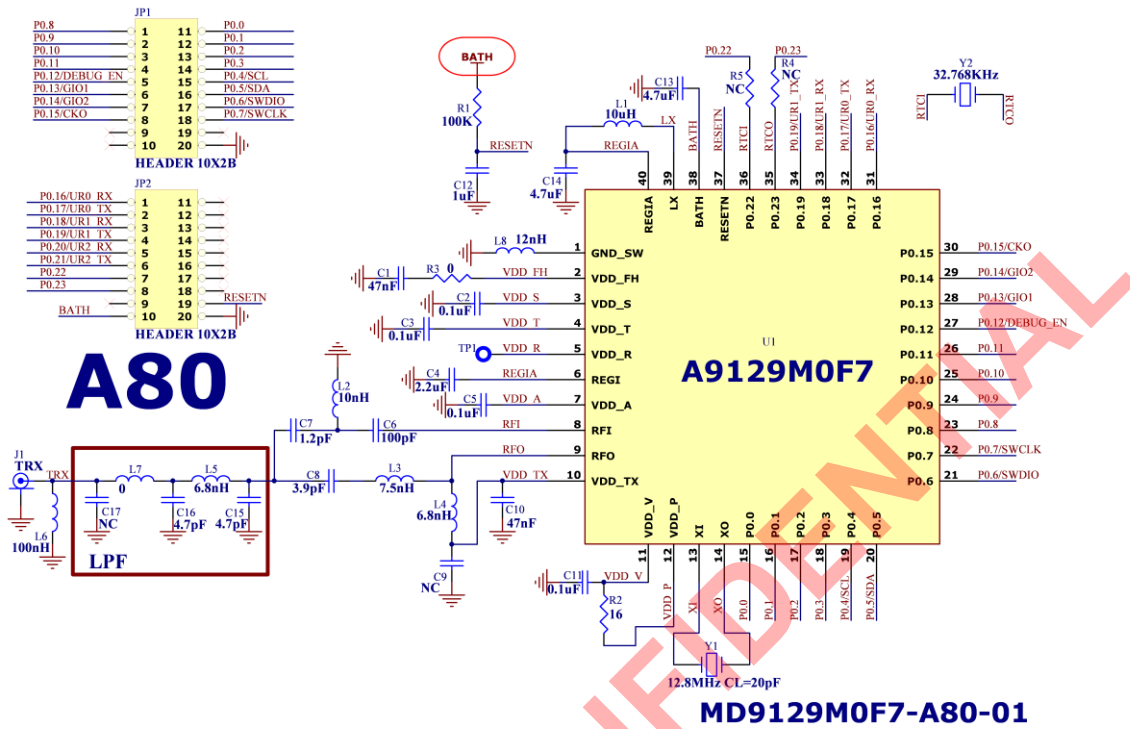 JP1
P0.8 1 11 P0.0
P0.9 2 12 P0.1
P0.10 3 13 P0.2
P0.11 4 14 P0.3
P0.12/DEBUG_EN 5 15 P0.4/SCL
P0.13/GIO1 6 16 P0.5/SDA
P0.14/GIO2 7 17 P0.6/SWDIO
P0.15/CKO 8 18 P0.7/SWCLK
9 19
10 20
HEADER 10X2B
JP2
P0.16/UR0_RX 1 11
P0.17/UR0_TX 2 12
P0.18/UR1_RX 3 13
P0.19/UR1_TX 4 14
P0.20/UR2_RX 5 15
P0.21/UR2_TX 6 16
P0.22 7 17
P0.23 8 18
9 19 RESETN
BATH 10 20
HEADER 10X2B
A80
BATH
R1
100K
RESETN
C12
1uF
C13
4.7uF
L1
10uH
LX
REGIA
C14
4.7uF
BATH
RESETN
P0.22
R5
NC
RTCI
P0.23
R4
NC
RTCO
P0.19/UR1_TX
P0.18/UR1_RX
P0.17/UR0_TX
P0.16/UR0_RX
Y2
32.768KHz
RTCI
RTCO
40 39 38 37 36 35 34 33 32 31
REGIA LX BATH RESETN P0.22 P0.23 P0.19 P0.18 P0.17 P0.16
L8 12nH 1 GND_SW
C1 47nF R3 0 VDD_FH 2 VDD_FH
C2 0.1uF VDD_S 3 VDD_S
C3 0.1uF VDD_T 4 VDD_T
TP1 VDD_R 5 VDD_R
C4 2.2uF REGIA 6 REGI
C5 0.1uF VDD_A 7 VDD_A
RFI 8 RFI
RFO 9 RFO
VDD_TX 10 VDD_TX
U1
A9129M0F7
P0.15 30 P0.15/CKO
P0.14 29 P0.14/GIO2
P0.13 28 P0.13/GIO1
P0.12 27 P0.12/DEBUG_EN
P0.11 26 P0.11
P0.10 25 P0.10
P0.9 24 P0.9
P0.8 23 P0.8
P0.7 22 P0.7/SWCLK
P0.6 21 P0.6/SWDIO
L2
10nH
C7
1.2pF
C6
100pF
J1
TRX
TRX
L6
100nH
C17
NC
L7
0
C16
4.7pF
L5
6.8nH
C15
4.7pF
LPF
C8
3.9pF
L3
7.5nH
L4
6.8nH
C9
NC
C10
47nF
VDD_V VDD_P XI XO P0.0 P0.1 P0.2 P0.3 P0.4 P0.5
11 12 13 14 15 16 17 18 19 20
C11
0.1uF
VDD_V
R2
16
VDD_P
XI
XO
P0.0
P0.1
P0.2
P0.3
P0.4/SCL
P0.5/SDA
Y1
12.8MHz CL=20pF
MD9129M0F7-A80-01